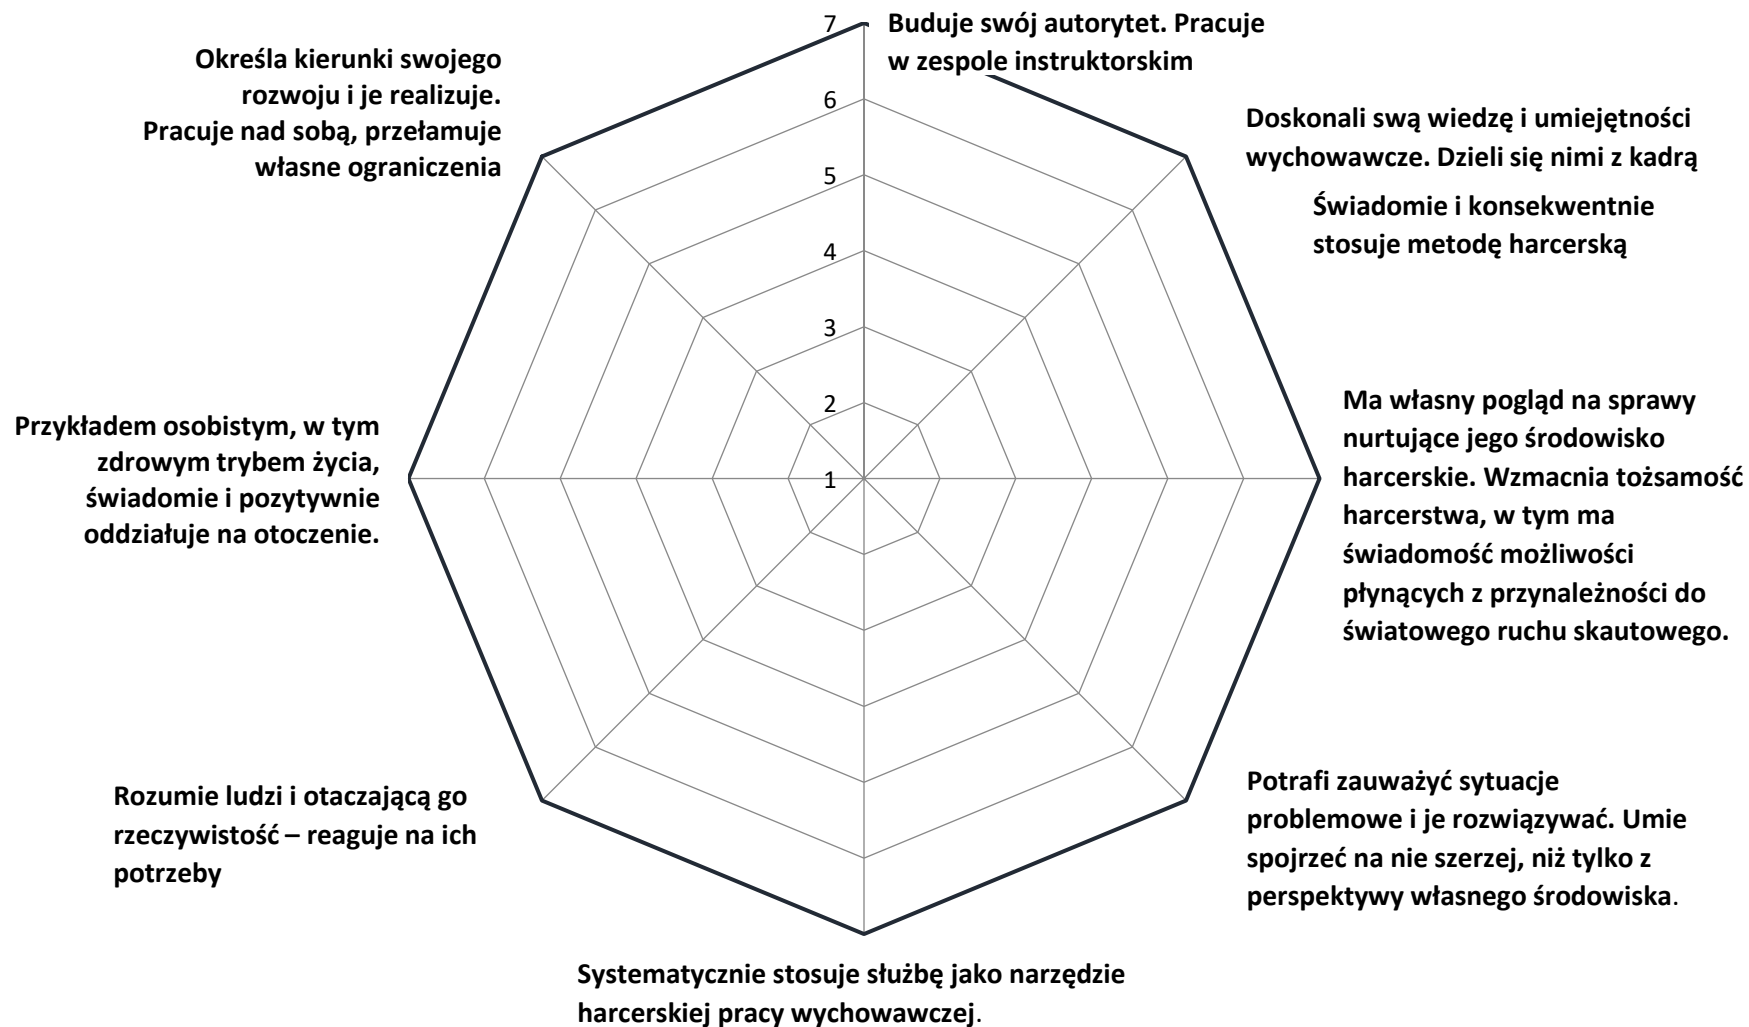 Buduje swój autorytet. Pracuje
w zespole instruktorskim
Doskonali swą wiedzę i umiejętności
wychowawcze. Dzieli się nimi z kadrą
Świadomie i konsekwentnie
stosuje metodę harcerską
Ma własny pogląd na sprawy
nurtujące jego środowisko
harcerskie. Wzmacnia tożsamość
harcerstwa, w tym ma
świadomość możliwości
płynących z przynależności do
światowego ruchu skautowego.
Potrafi zauważyć sytuacje
problemowe i je rozwiązywać. Umie
spojrzeć na nie szerzej, niż tylko z
perspektywy własnego środowiska.
Systematycznie stosuje służbę jako narzędzie
harcerskiej pracy wychowawczej.
Rozumie ludzi i otaczającą go
rzeczywistość – reaguje na ich
potrzeby
Przykładem osobistym, w tym
zdrowym trybem życia,
świadomie i pozytywnie
oddziałuje na otoczenie.
Określa kierunki swojego
rozwoju i je realizuje.
Pracuje nad sobą, przełamuje
własne ograniczenia
7
6
5
4
3
2
1